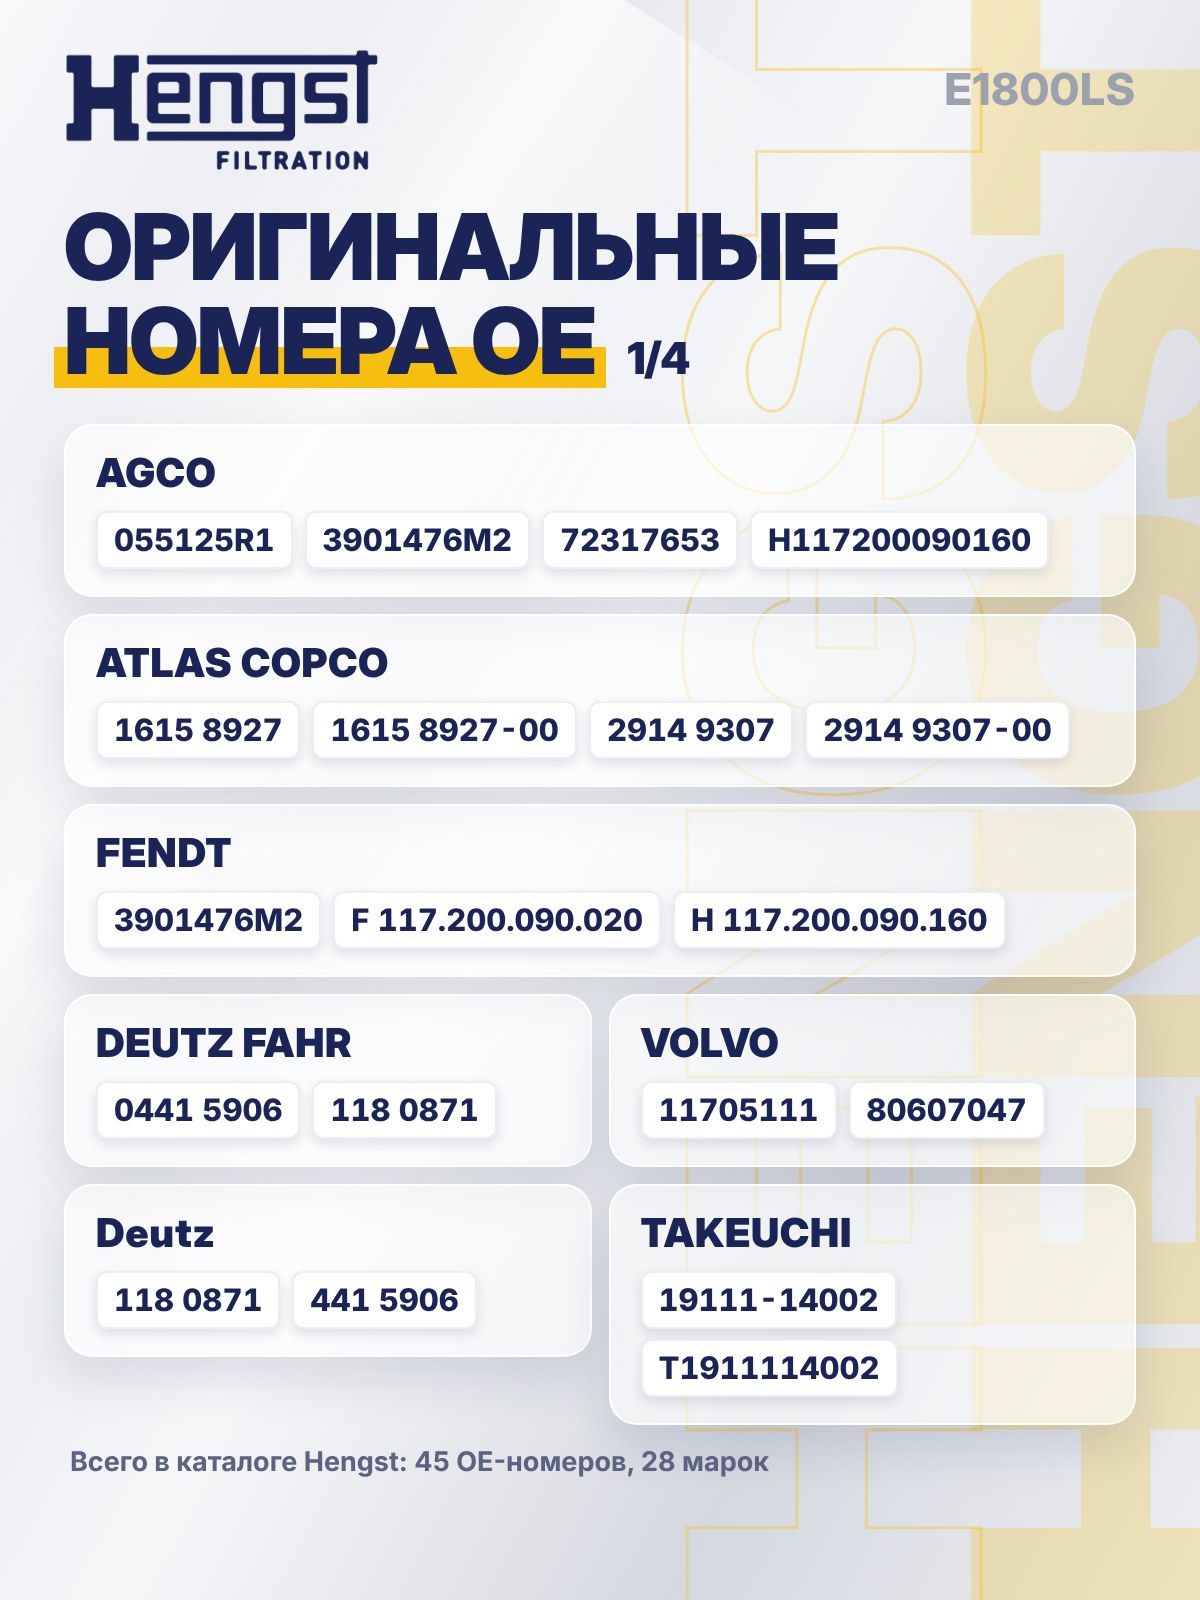 Hengst
FILTRATION
E1800LS
ОРИГИНАЛЬНЫЕ
НОМЕРА OE 1/4
AGCO
055125R1 3901476M2 72317653 H117200090160
ATLAS COPCO
1615 8927 1615 8927-00 2914 9307 2914 9307-00
FENDT
3901476M2 F 117.200.090.020 H 117.200.090.160
DEUTZ FAHR
0441 5906 118 0871
VOLVO
11705111 80607047
Deutz
118 0871 441 5906
TAKEUCHI
19111-14002
T1911114002
Всего в каталоге Hengst: 45 OE-номеров, 28 марок
HENGST
HENGST